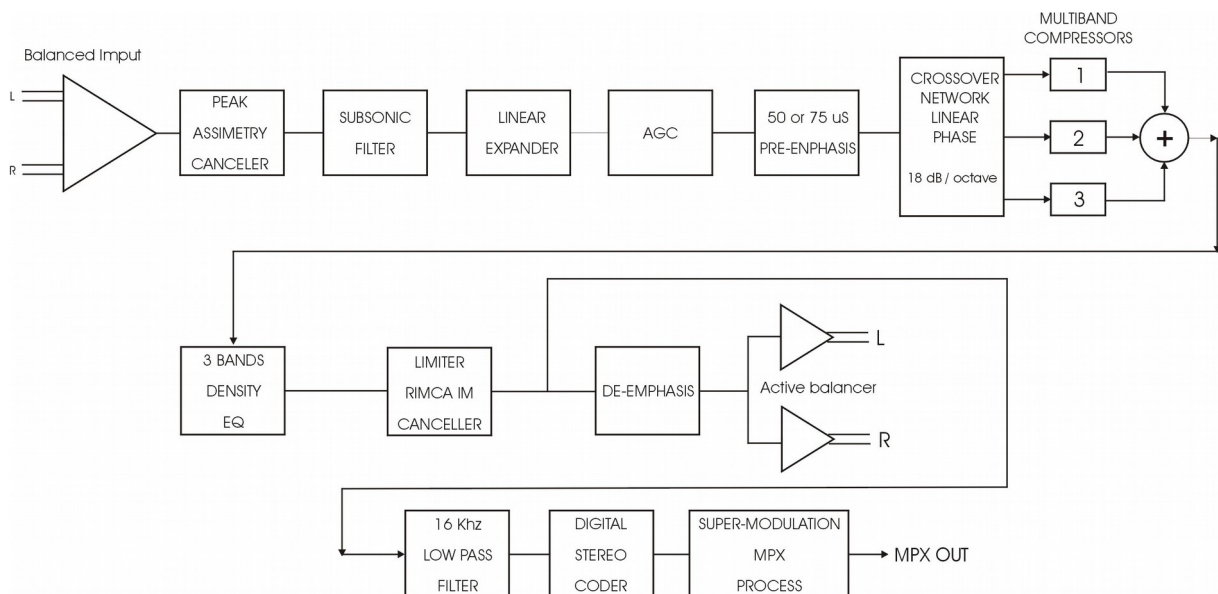 Balanced Imput
L
R
PEAK
ASSIMETRY
CANCELER
SUBSONIC
FILTER
LINEAR
EXPANDER
AGC
50 or 75 uS
PRE-ENPHASIS
CROSSOVER
NETWORK
LINEAR
PHASE
18 dB / octave
MULTIBAND
COMPRESSORS
1
2
3
+
3 BANDS
DENSITY
EQ
LIMITER
RIMCA IM
CANCELLER
DE-EMPHASIS
L
Active balancer
R
16 Khz
LOW PASS
FILTER
DIGITAL
STEREO
CODER
SUPER-MODULATION
MPX
PROCESS
MPX OUT